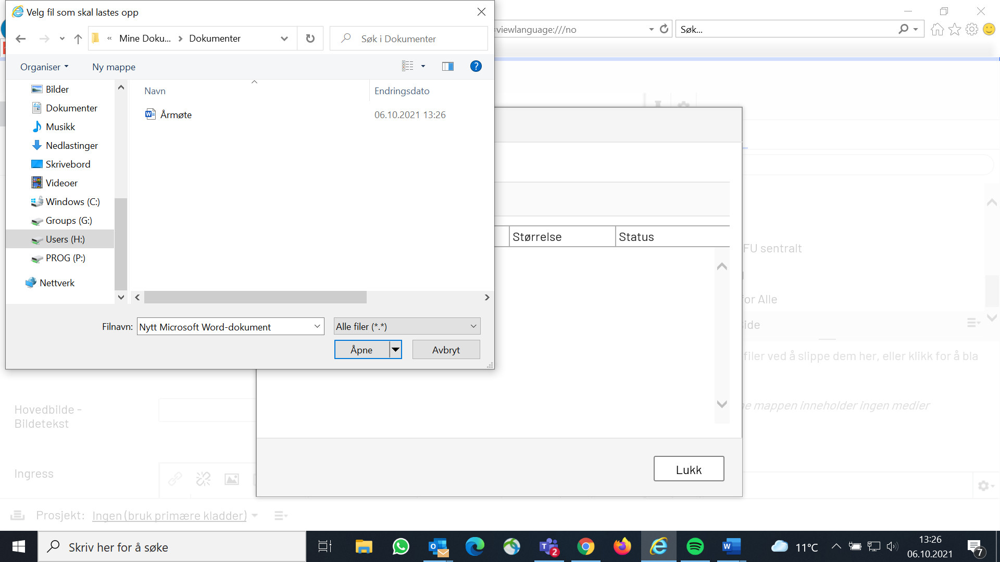 Velg fil som skal lastes opp
« Mine Doku... > Dokumenter
Søk i Dokumenter
=viewlanguage:///no
Søk...
Organiser
Ny mappe
Bilder
Dokumenter
Musikk
Nedlastinger
Skrivebord
Videoer
Windows (C:)
Groups (G:)
Users (H:)
PROG (P:)
Nettverk
Navn
Endringsdato
Årmøte
06.10.2021 13:26
Filnavn:
Nytt Microsoft Word-dokument
Alle filer (*.*)
Åpne
Avbryt
Størrelse
Status
FU sentralt
for Alle
filer ved å slippe dem her, eller klikk for å bla
mappen inneholder ingen medier
Lukk
Hovedbilde -
Bildetekst
Ingress
Prosjekt: Ingen (bruk primære kladder)
Skriv her for å søke
2
11°C
13:26
06.10.2021
7